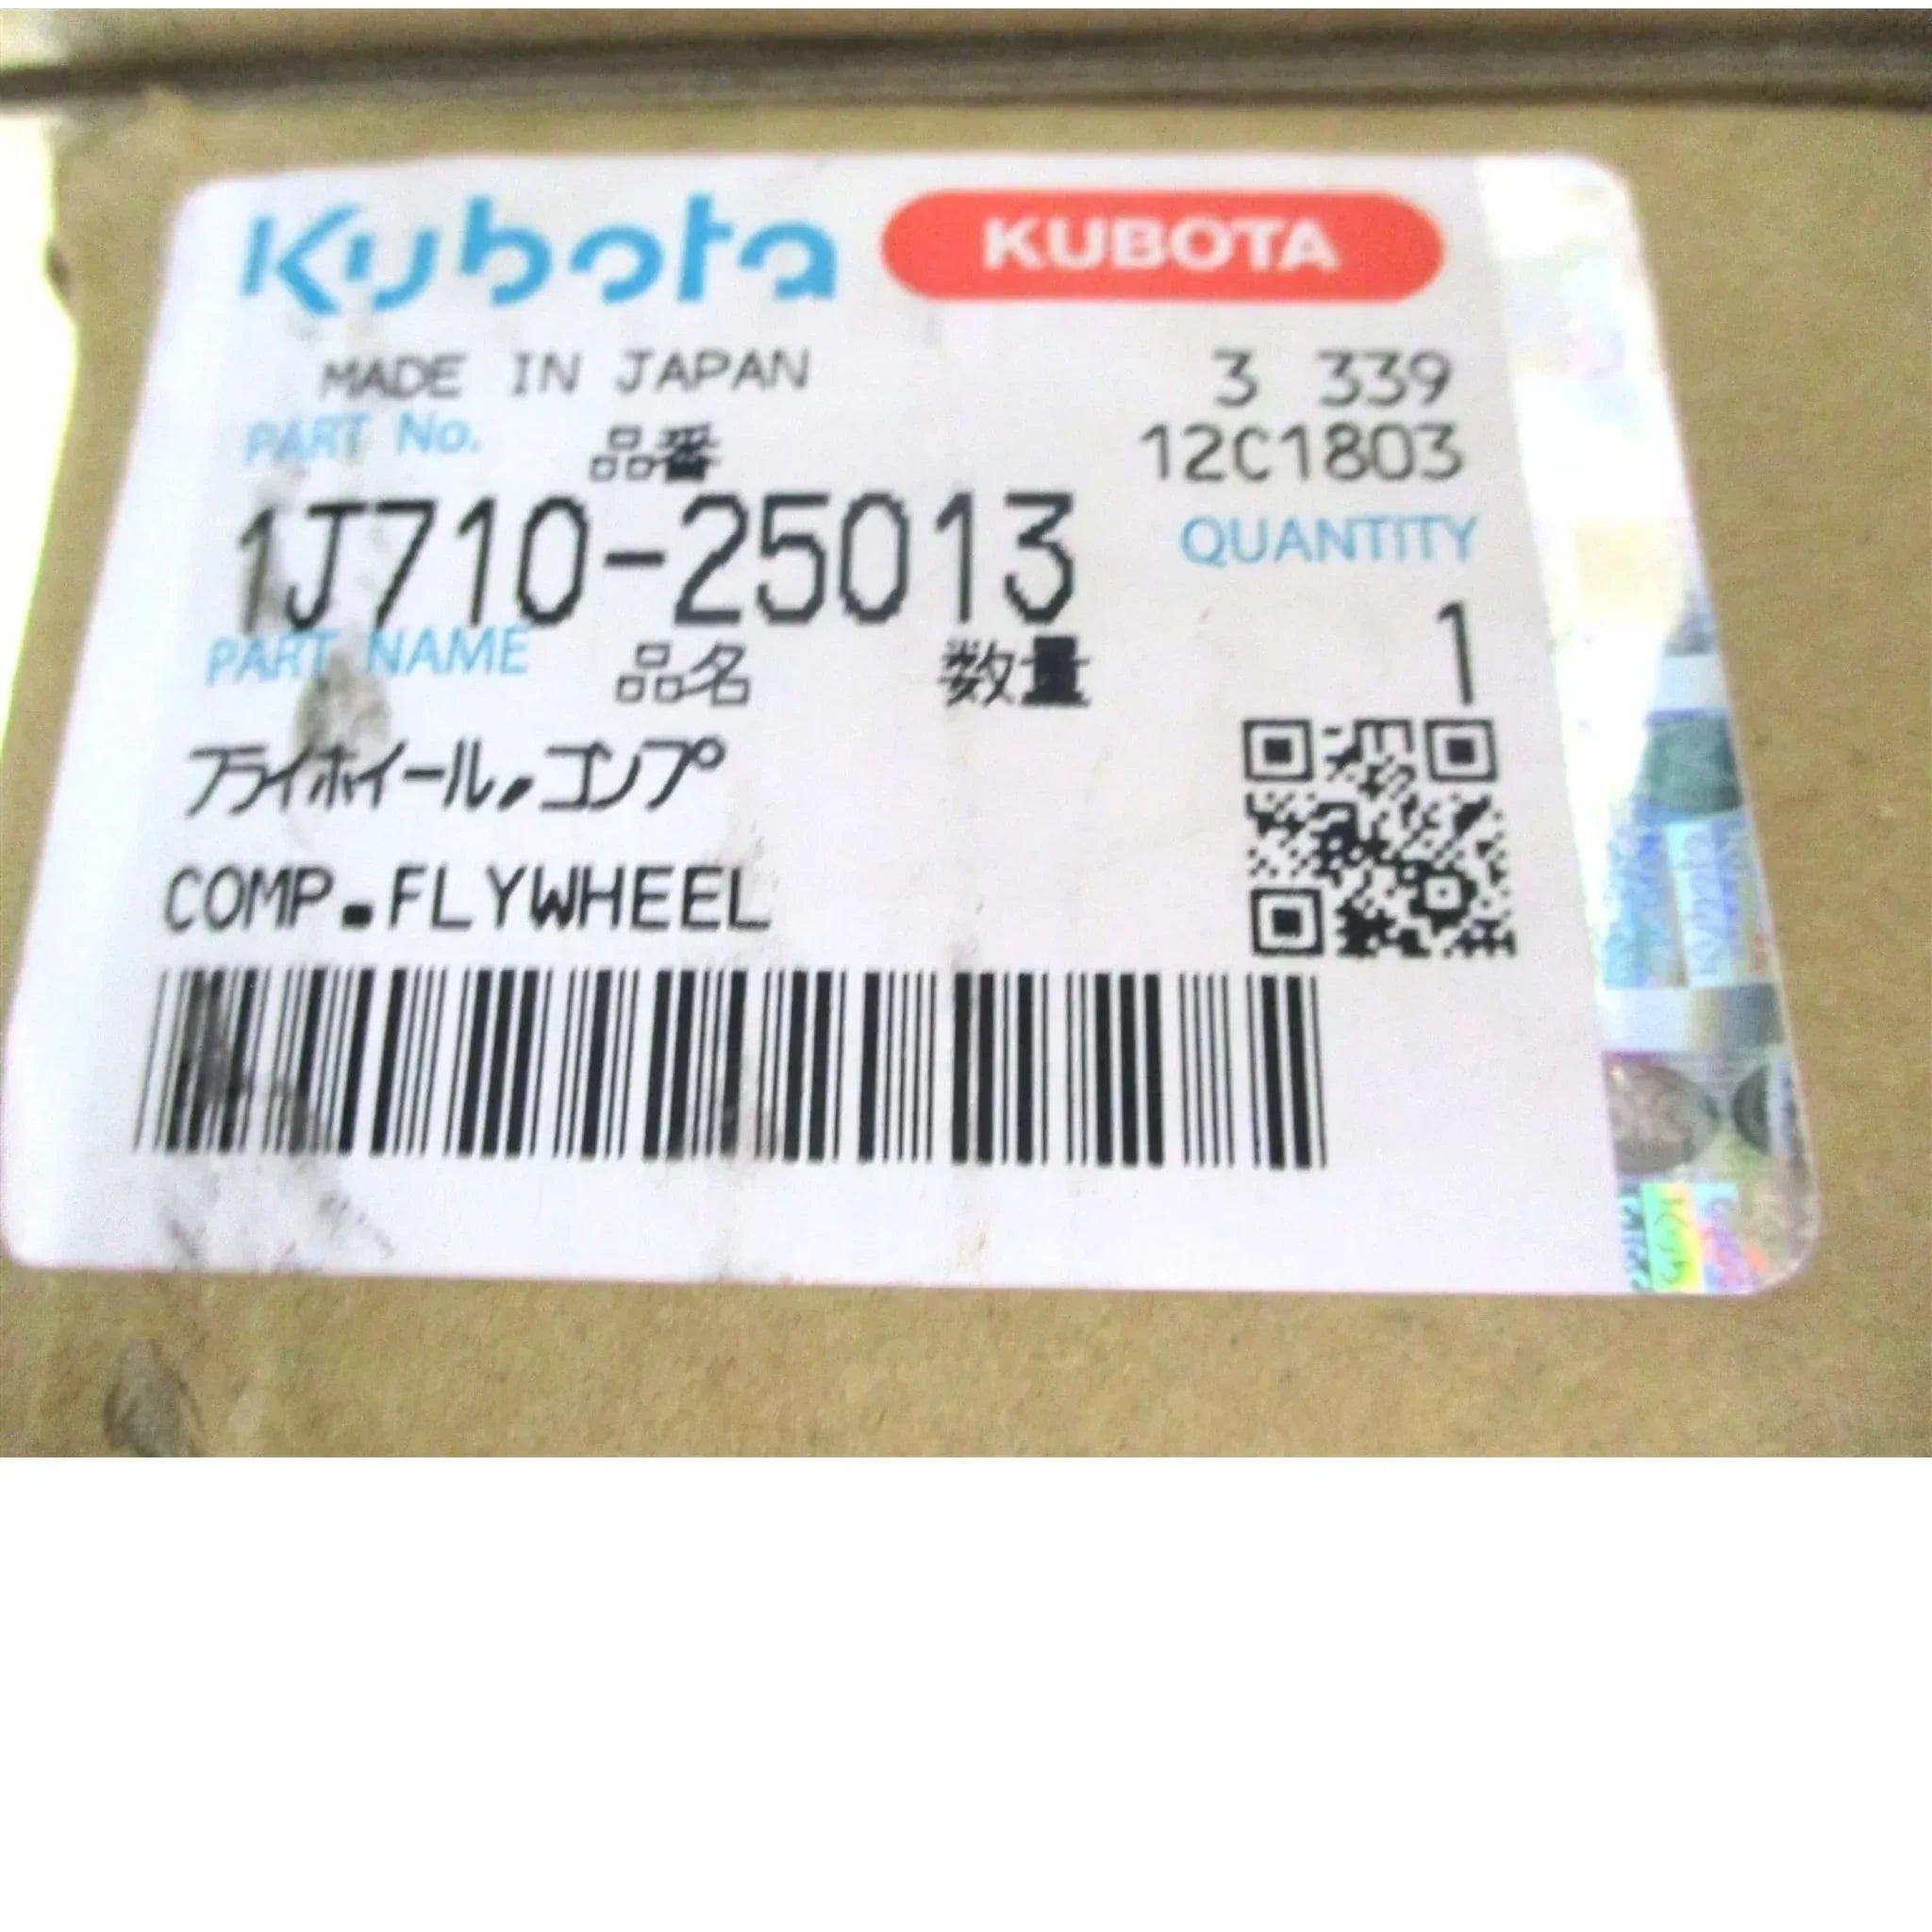 Kubota KUBOTA
MADE IN JAPAN 3 339
PART No. 品番 12C1803
1J710-25013 QUANTITY
PART NAME 品名 数量 1
フライホイール,コンプ
COMP.FLYWHEEL